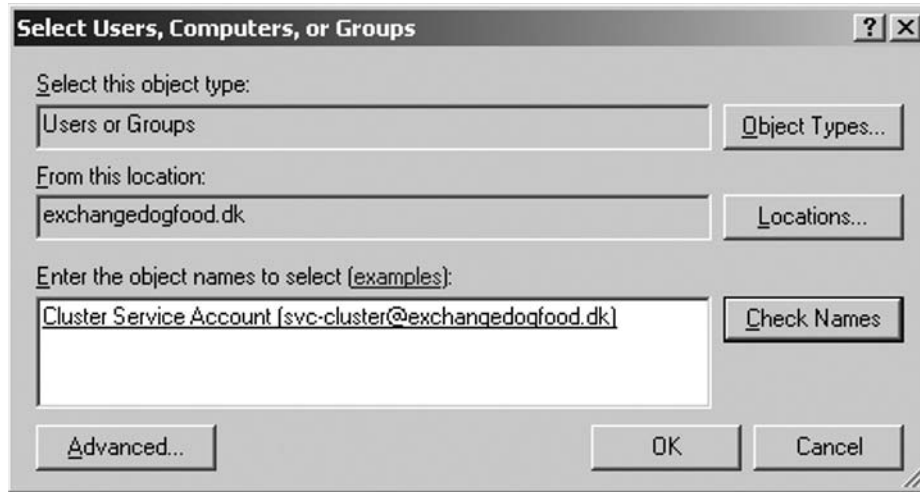 Select Users, Computers, or Groups
Select this object type:
Users or Groups
Object Types...
From this location:
exchangedogfood.dk
Locations...
Enter the object names to select (examples):
Cluster Service Account (svc-cluster@exchangedogfood.dk)
Check Names
Advanced...
OK
Cancel